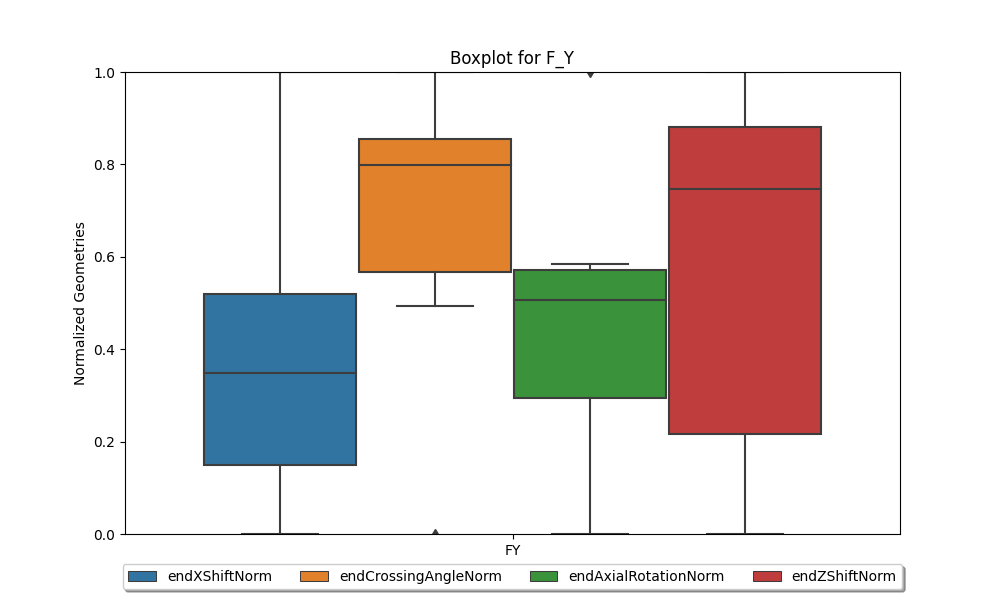 Boxplot for F_Y
Normalized Geometries
1.0
0.8
0.6
0.4
0.2
0.0
FY
endXShiftNorm endCrossingAngleNorm endAxialRotationNorm endZShiftNorm